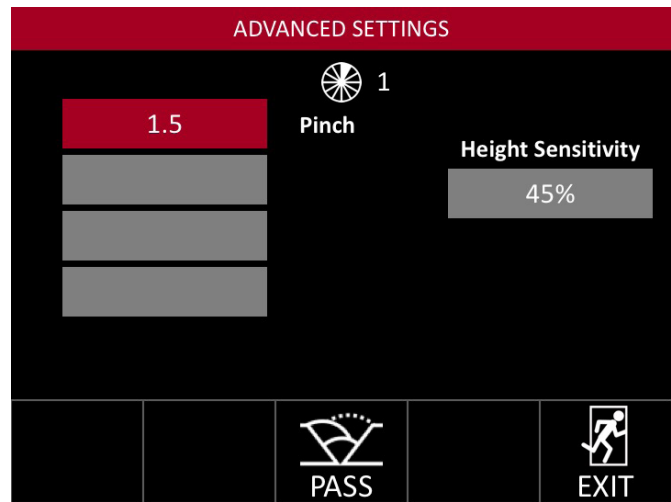 ADVANCED SETTINGS
1
1.5 Pinch
Height Sensitivity
45%
PASS EXIT